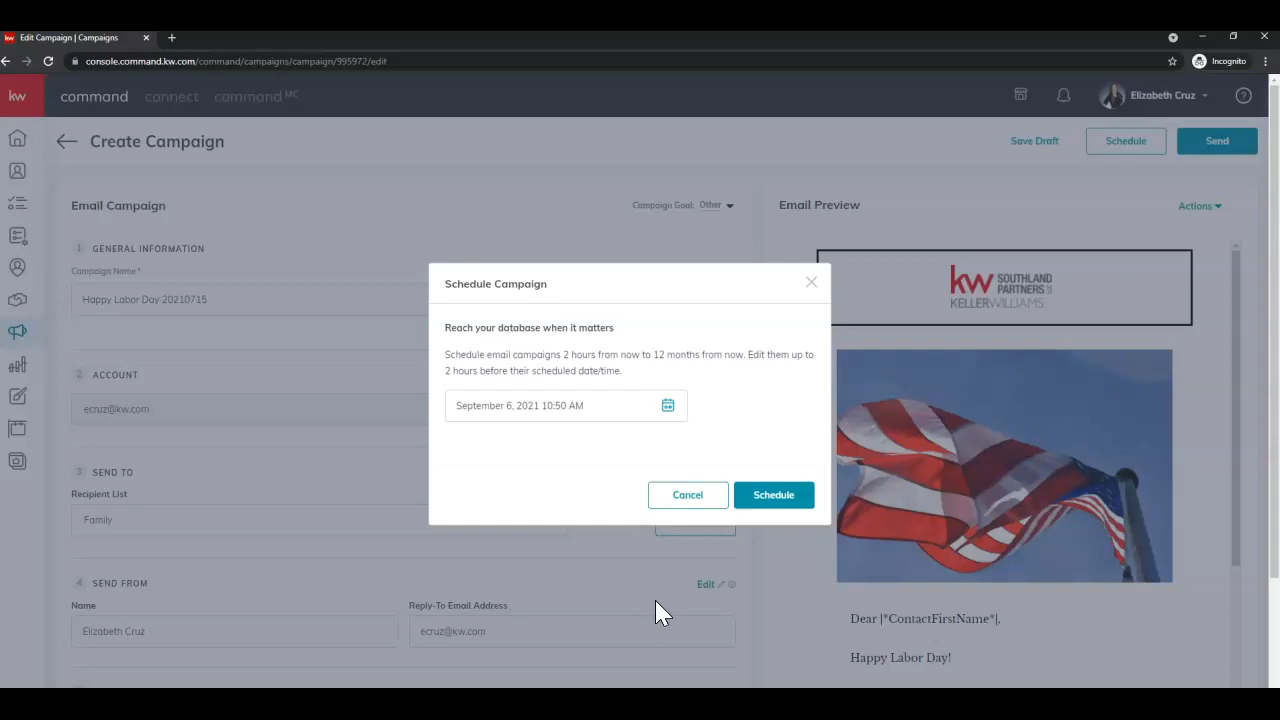 Edit Campaign | Campaigns
console.command.kw.com/command/campaigns/campaign/995972/edit
Incognito
kw
command
connect
command MC
Elizabeth Cruz
Create Campaign
Save Draft
Schedule
Send
Email Campaign
Campaign Goal: Other
Email Preview
Actions
1 GENERAL INFORMATION
Campaign Name *
Happy Labor Day 20210715
2 ACCOUNT
ecruz@kw.com
3 SEND TO
Recipient List
Family
4 SEND FROM
Edit
Name
Reply-To Email Address
Elizabeth Cruz
ecruz@kw.com
Schedule Campaign
Reach your database when it matters
Schedule email campaigns 2 hours from now to 12 months from now. Edit them up to
2 hours before their scheduled date/time.
September 6, 2021 10:50 AM
Cancel
Schedule
kw SOUTHLAND
PARTNERS
KELLERWILLIAMS.
Dear |*ContactFirstName*|,
Happy Labor Day!